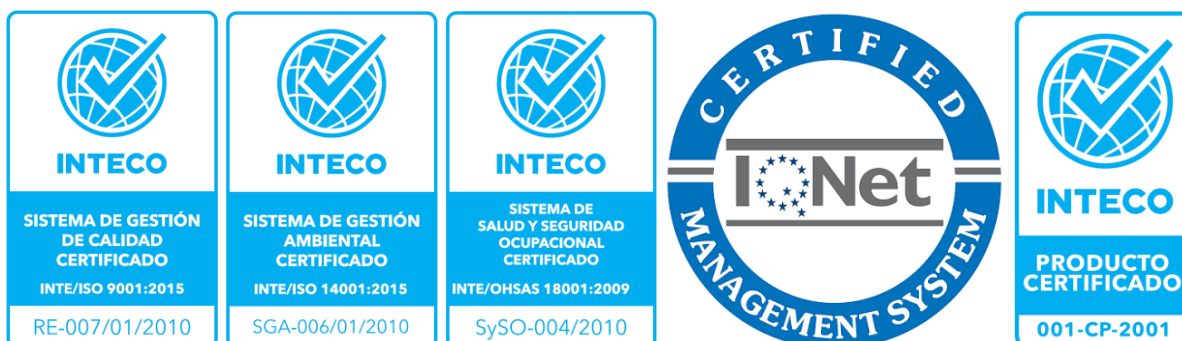 INTECO
SISTEMA DE GESTIÓN
DE CALIDAD
CERTIFICADO
INTE/ISO 9001:2015
RE-007/01/2010
INTECO
SISTEMA DE GESTIÓN
AMBIENTAL
CERTIFICADO
INTE/ISO 14001:2015
SGA-006/01/2010
INTECO
SISTEMA DE
SALUD Y SEGURIDAD
OCUPACIONAL
CERTIFICADO
INTE/OHSAS 18001:2009
SySO-004/2010
CERTIFIED
IQNet
MANAGEMENT SYSTEM
INTECO
PRODUCTO
CERTIFICADO
001-CP-2001